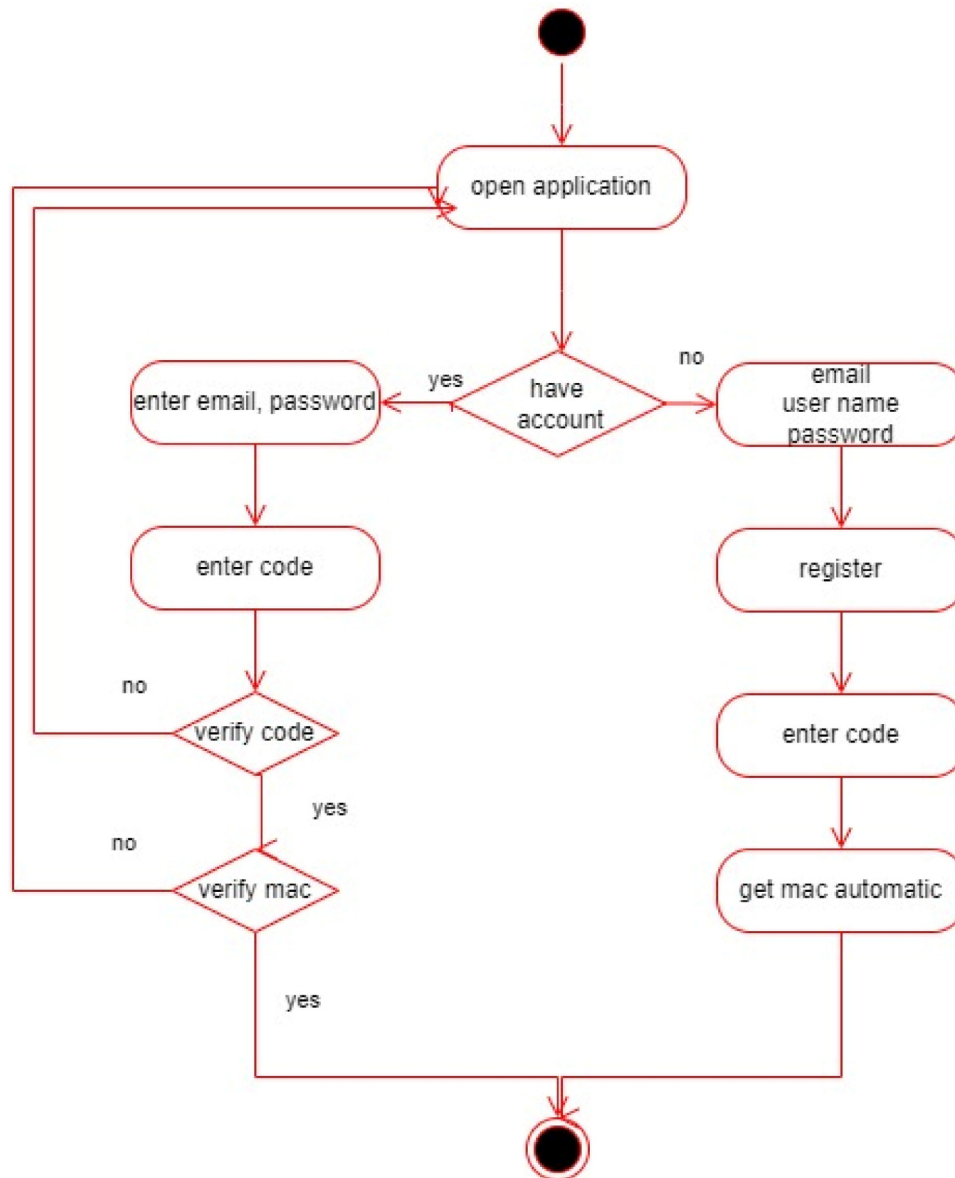 open application
have
account
yes
no
enter email, password
email
user name
password
enter code
register
verify code
no
yes
enter code
verify mac
no
yes
get mac automatic